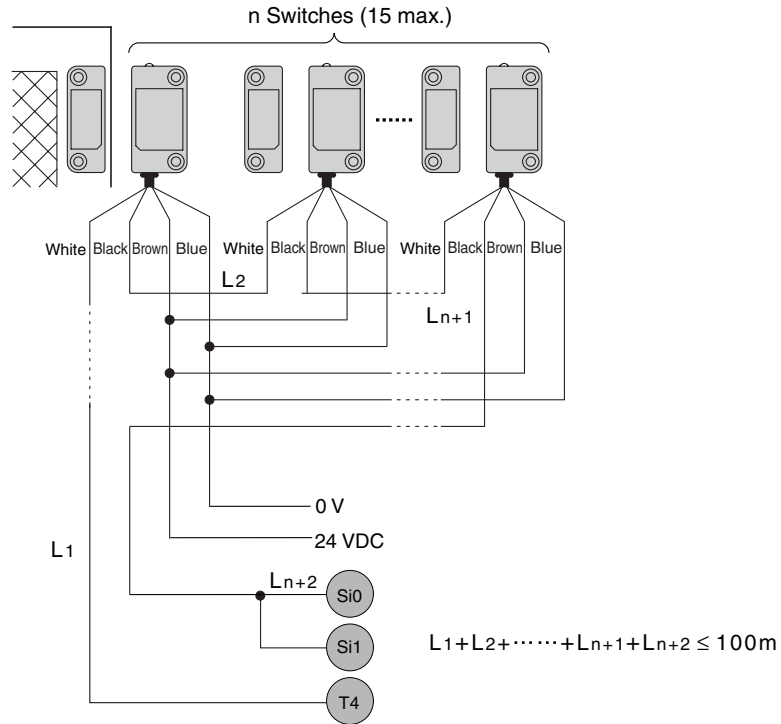 n Switches (15 max.)
White Black Brown Blue White Black Brown Blue White Black Brown Blue
L2
Ln+1
0 V
24 VDC
L1
Ln+2
Si0
Si1
L1+L2+⋯⋯+Ln+1+Ln+2 ≤ 100m
T4